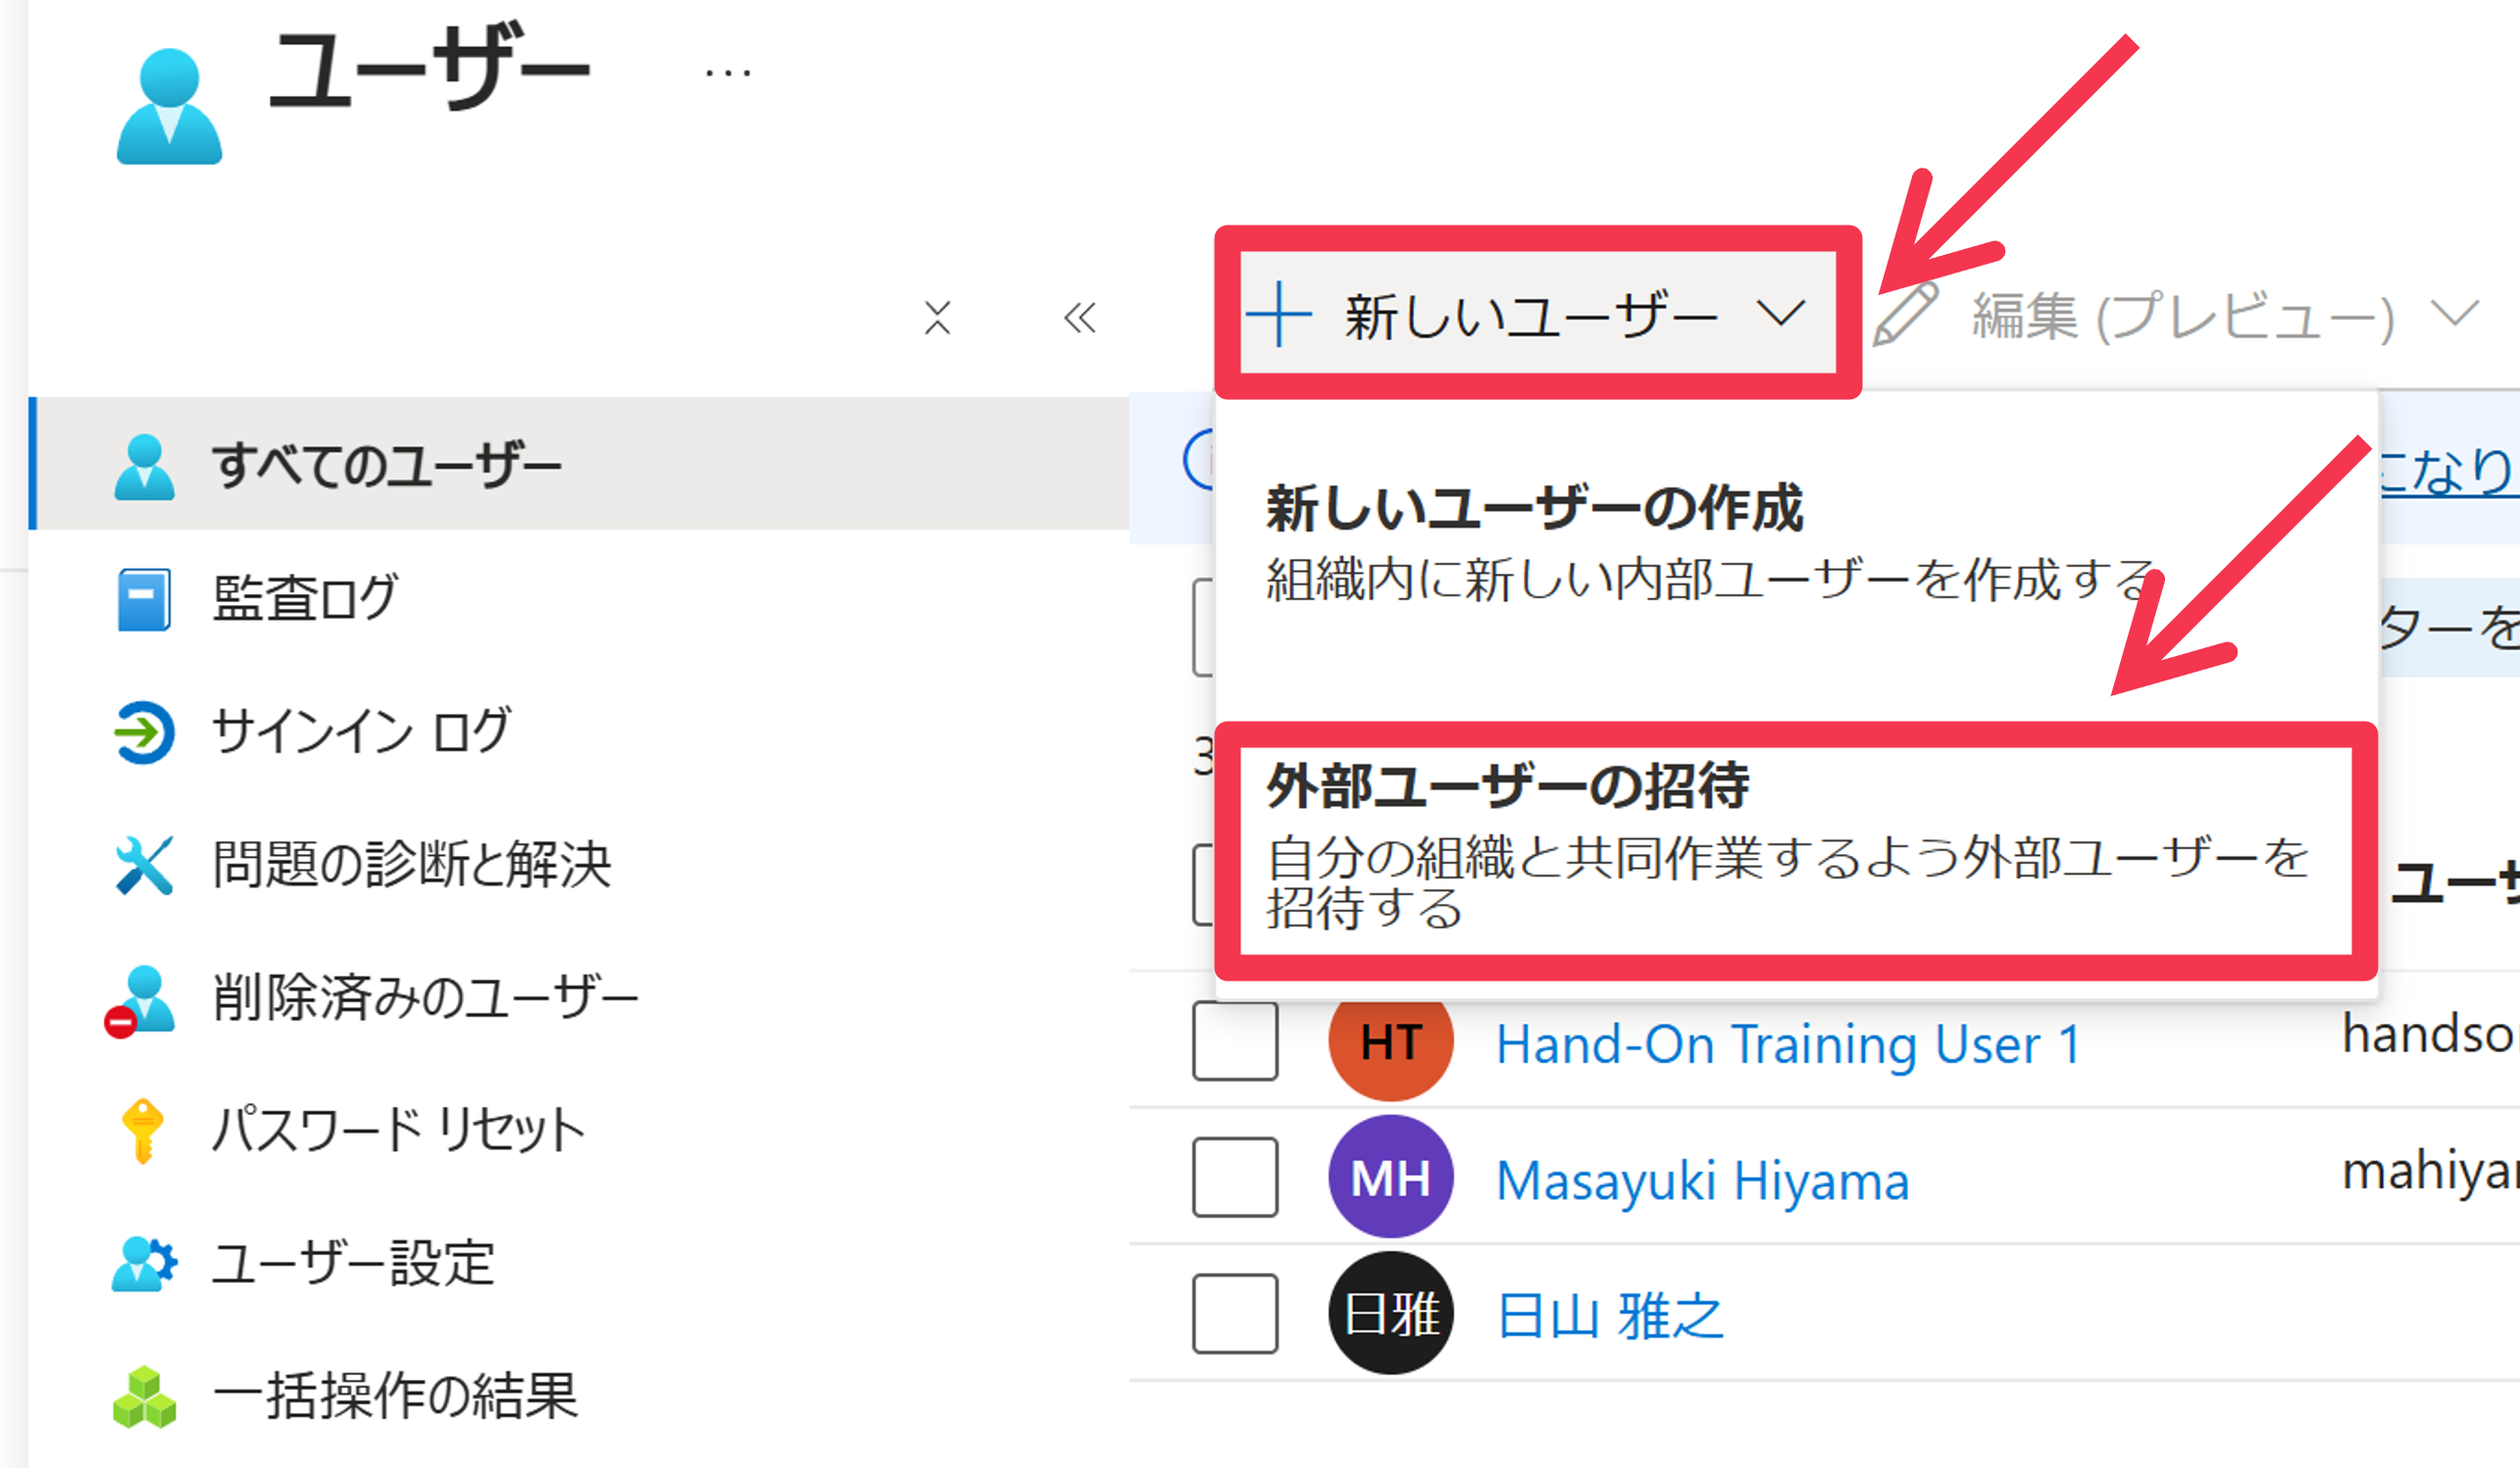 ユーザー …
すべてのユーザー
監査ログ
サインイン ログ
問題の診断と解決
削除済みのユーザー
パスワード リセット
ユーザー設定
一括操作の結果
新しいユーザー
編集 (プレビュー)
新しいユーザーの作成
組織内に新しい内部ユーザーを作成する
外部ユーザーの招待
自分の組織と共同作業するよう外部ユーザーを
招待する
になり
ターを
3
ユーザ
HT Hand-On Training User 1 handso
MH Masayuki Hiyama mahiya
日雅 日山 雅之